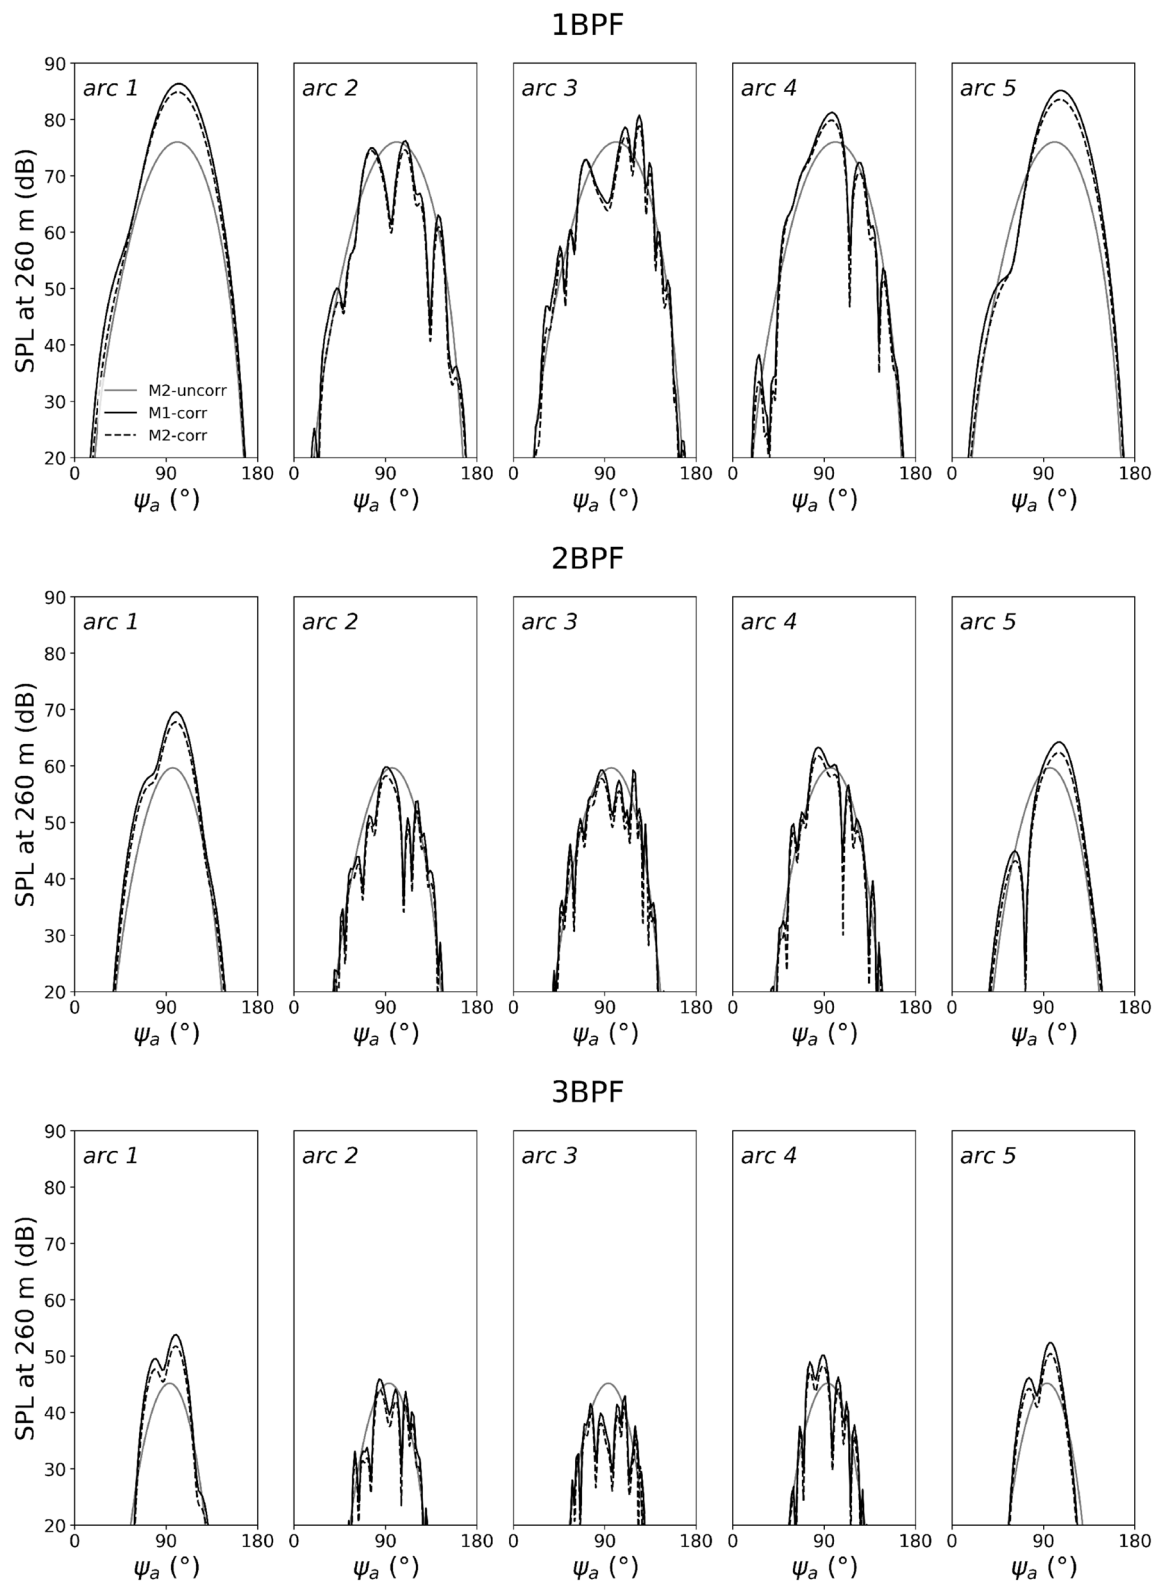 1BPF
arc 1 arc 2 arc 3 arc 4 arc 5
SPL at 260 m (dB)
90
80
70
60
50
40
30
20
M2-uncorr
M1-corr
M2-corr
0 90 180 0 90 180 0 90 180 0 90 180 0 90 180
ψa (°) ψa (°) ψa (°) ψa (°) ψa (°)
2BPF
arc 1 arc 2 arc 3 arc 4 arc 5
SPL at 260 m (dB)
90
80
70
60
50
40
30
20
0 90 180 0 90 180 0 90 180 0 90 180 0 90 180
ψa (°) ψa (°) ψa (°) ψa (°) ψa (°)
3BPF
arc 1 arc 2 arc 3 arc 4 arc 5
SPL at 260 m (dB)
90
80
70
60
50
40
30
20
0 90 180 0 90 180 0 90 180 0 90 180 0 90 180
ψa (°) ψa (°) ψa (°) ψa (°) ψa (°)